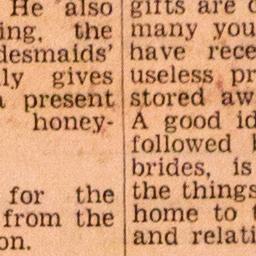 He also
ing, the
desmaids'
ly gives
a present
honey-
for the
from the
on.
gifts are
many you
have rece
useless pr
stored aw
A good id
followed
brides, is
the things
home to
and relati